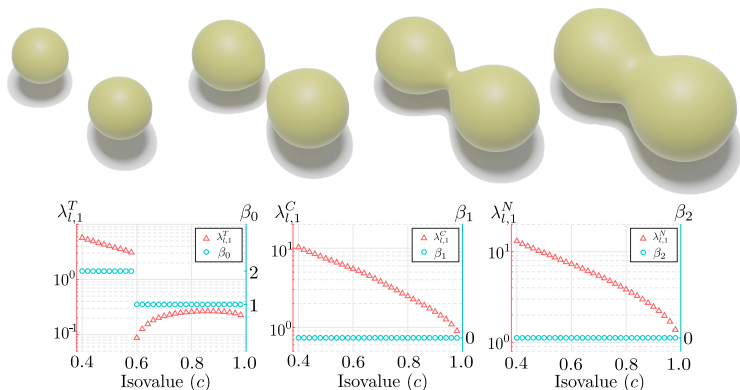 λ^T_{l,1} β_0
10^0
10^{-1}
2
1
λ^T_{l,1}
β_0
0.4 0.6 0.8 1.0
Isovalue (c)
λ^C_{l,1} β_1
10^1
10^0
0
λ^C_{l,1}
β_1
0.4 0.6 0.8 1.0
Isovalue (c)
λ^N_{l,1} β_2
10^1
10^0
0
λ^N_{l,1}
β_2
0.4 0.6 0.8 1.0
Isovalue (c)